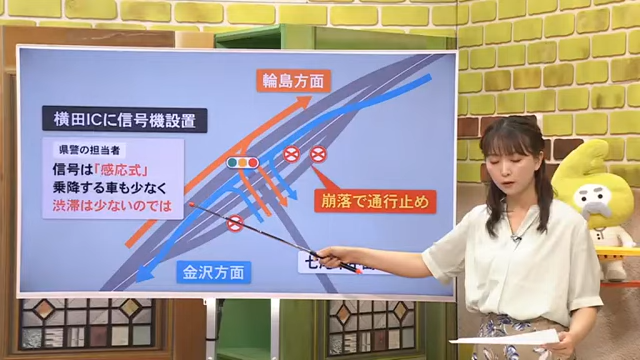 輪島方面
横田ICに信号機設置
県警の担当者
信号は「感応式」
乗降する車も少なく
渋滞は少ないのでは
崩落で通行止め
金沢方面